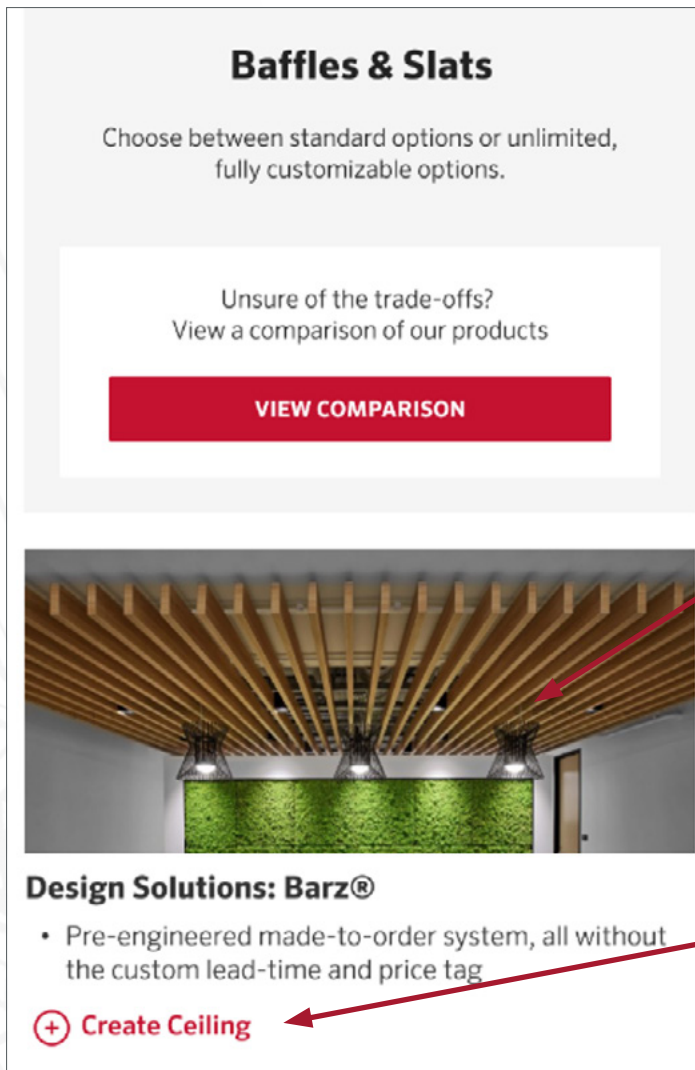 Baffles & Slats
Choose between standard options or unlimited,
fully customizable options.
Unsure of the trade-offs?
View a comparison of our products
VIEW COMPARISON
Design Solutions: Barz®
• Pre-engineered made-to-order system, all without
the custom lead-time and price tag
+ Create Ceiling